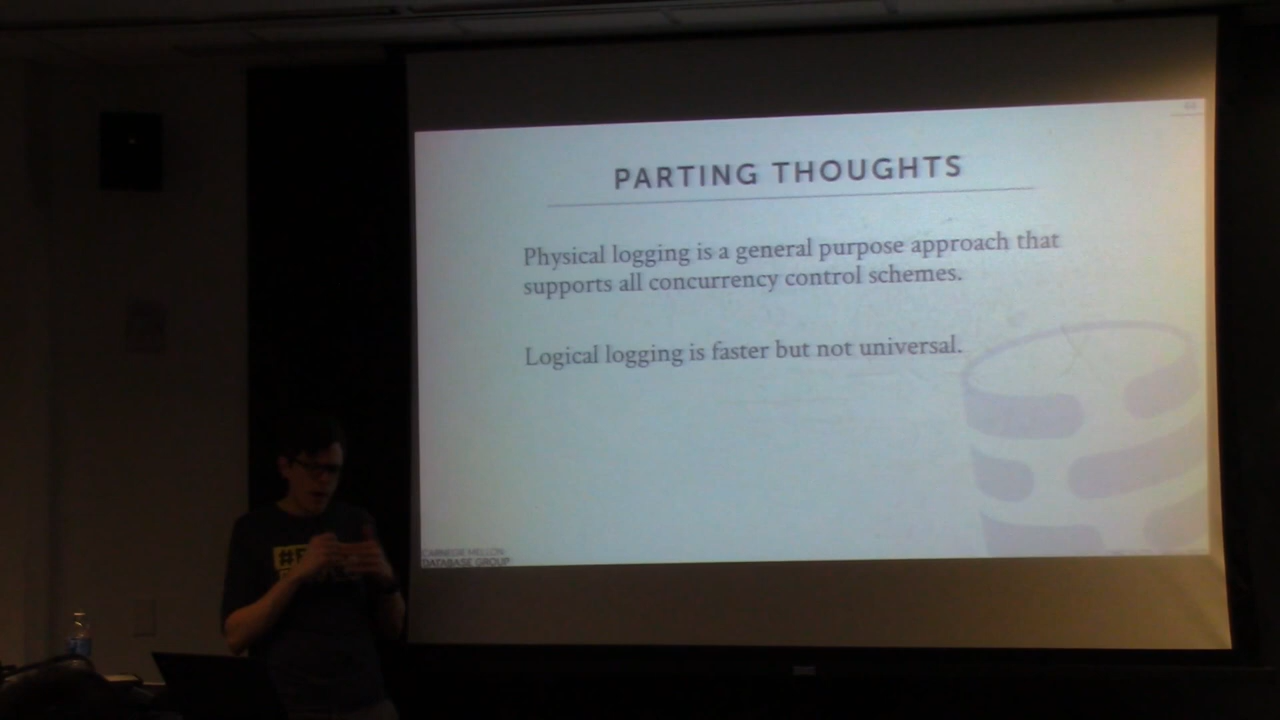 PARTING THOUGHTS
Physical logging is a general purpose approach that
supports all concurrency control schemes.
Logical logging is faster but not universal.
CARNEGIE MELLON
DATABASE GROUP